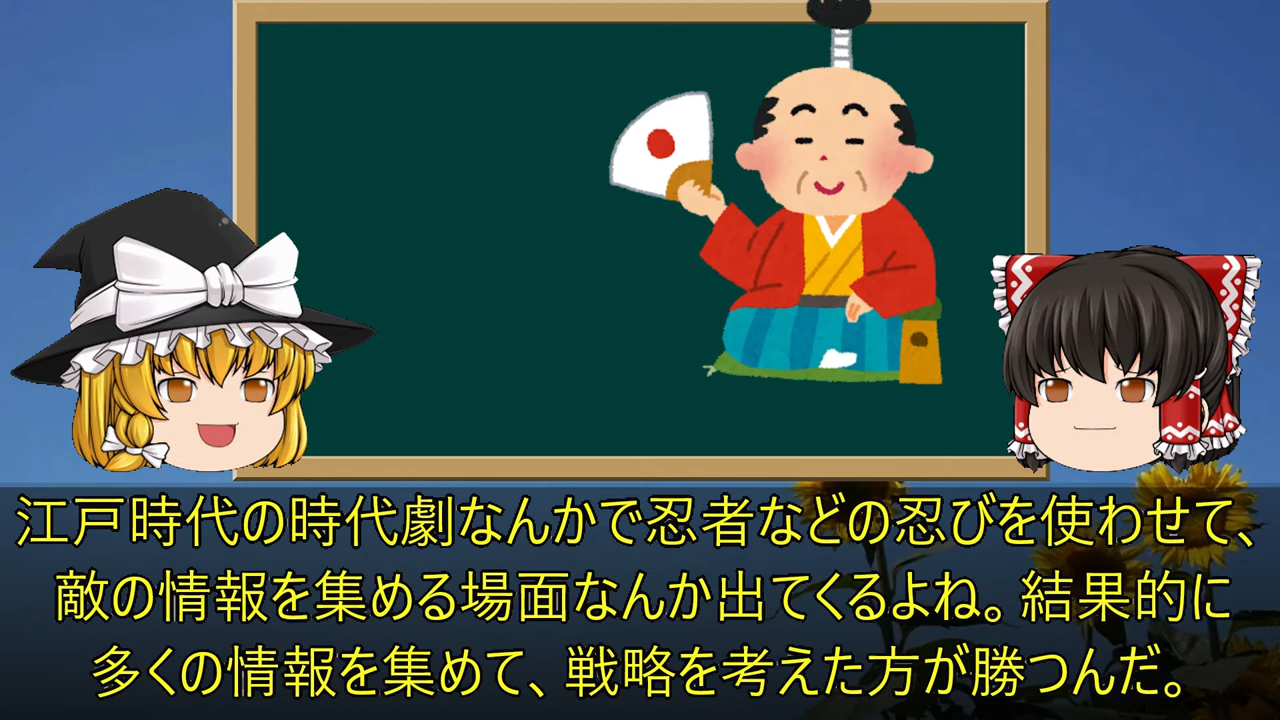 江戸時代の時代劇なんかで忍者などの忍びを使わせて、
敵の情報を集める場面なんか出てくるよね。結果的に
多くの情報を集めて、戦略を考えた方が勝つんだ。